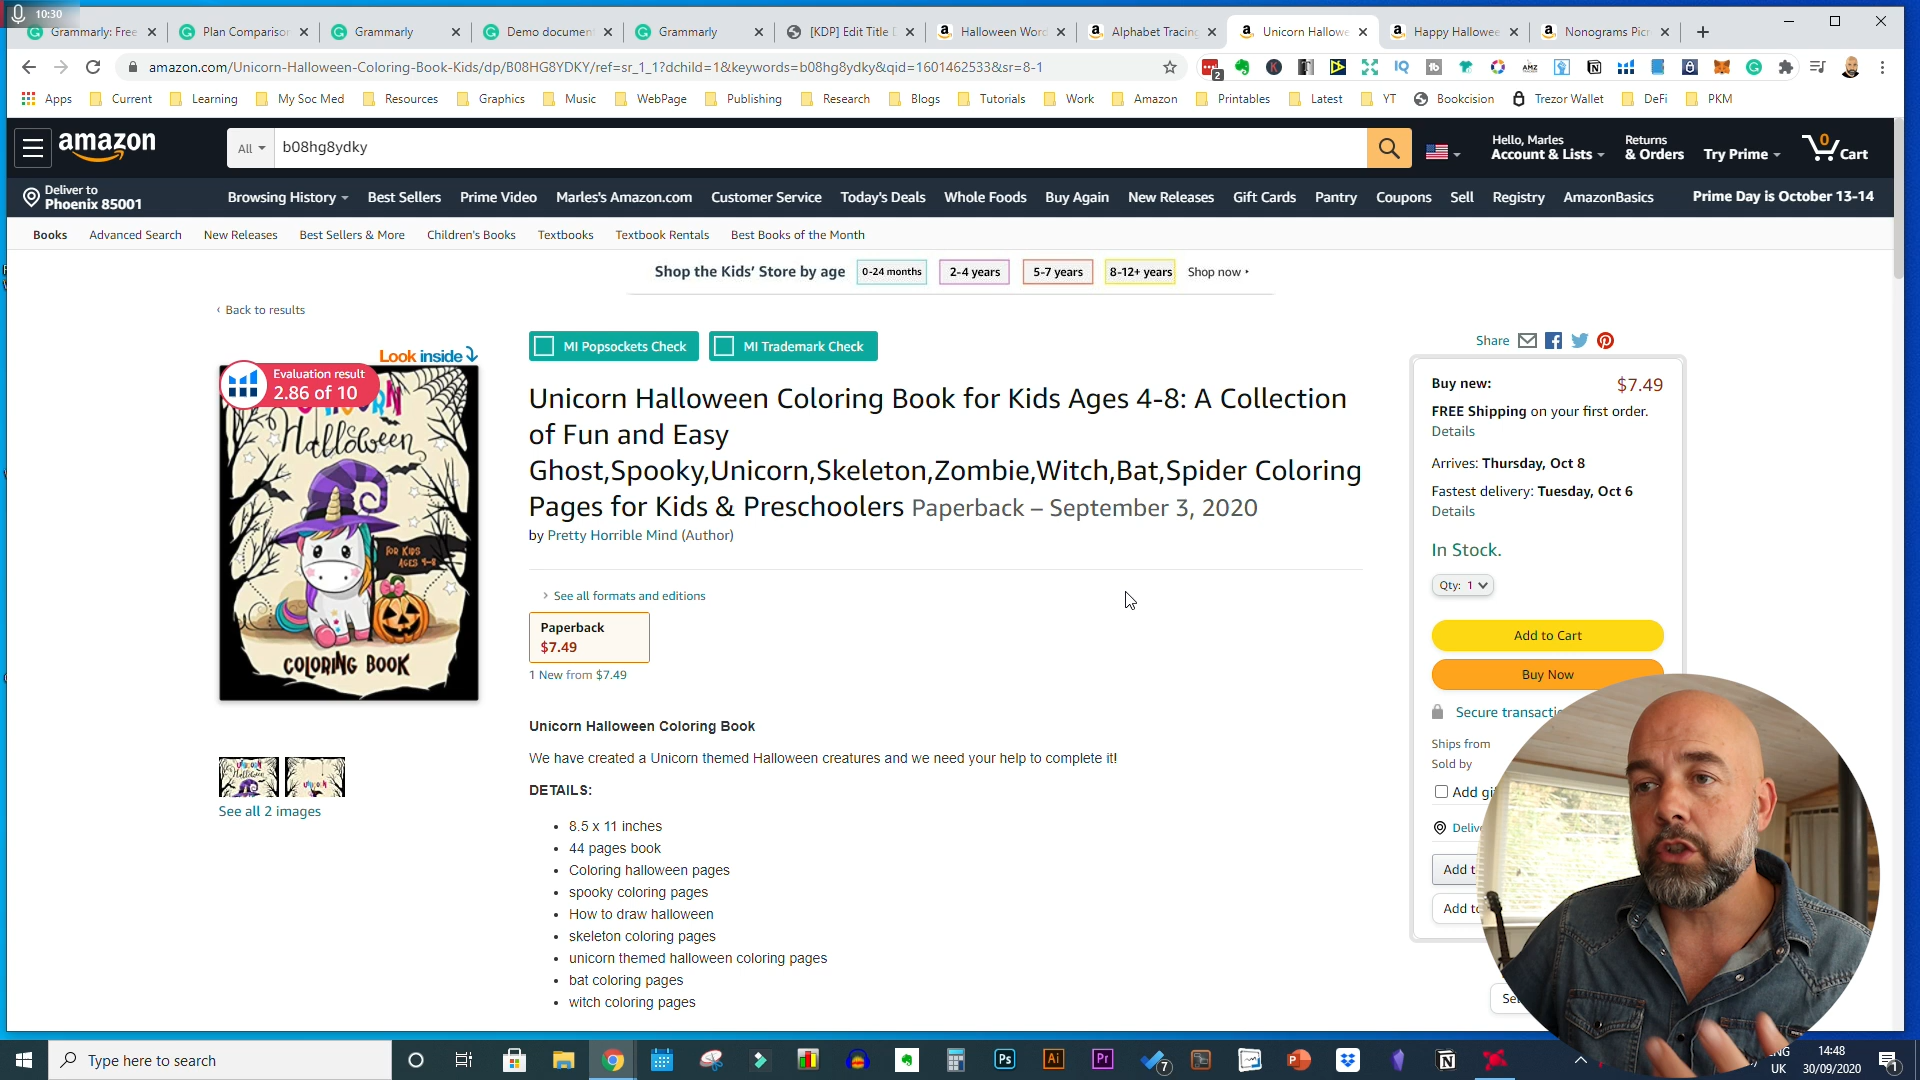 10:30
Grammarly: Free
Plan Comparison
Grammarly
Demo document
Grammarly
[KDP] Edit Title
Halloween Word
Alphabet Tracing
Unicorn Hallowe
Happy Hallowee
Nonograms Picr
amazon.com/Unicorn-Halloween-Coloring-Book-Kids/dp/B08HG8YDKY/ref=sr_1_1?dchild=1&keywords=b08hg8ydky&qid=1601462533&sr=8-1
Apps
Current
Learning
My Soc Med
Resources
Graphics
Music
WebPage
Publishing
Research
Blogs
Tutorials
Work
Amazon
Printables
Latest
YT
Bookcision
Trezor Wallet
DeFi
PKM
amazon
All
b08hg8ydky
Hello, Marles
Account & Lists
Returns
& Orders
Try Prime
0
Cart
Deliver to
Phoenix 85001
Browsing History
Best Sellers
Prime Video
Marles's Amazon.com
Customer Service
Today's Deals
Whole Foods
Buy Again
New Releases
Gift Cards
Pantry
Coupons
Sell
Registry
AmazonBasics
Prime Day is October 13-14
Books
Advanced Search
New Releases
Best Sellers & More
Children's Books
Textbooks
Textbook Rentals
Best Books of the Month
Shop the Kids' Store by age
0-24 months
2-4 years
5-7 years
8-12+ years
Shop now
‹ Back to results
Look inside
Evaluation result
2.86 of 10
Halloween
FOR KIDS
AGES 4-8
COLORING BOOK
See all 2 images
MI Popsockets Check
MI Trademark Check
Unicorn Halloween Coloring Book for Kids Ages 4-8: A Collection
of Fun and Easy
Ghost,Spooky,Unicorn,Skeleton,Zombie,Witch,Bat,Spider Coloring
Pages for Kids & Preschoolers Paperback – September 3, 2020
by Pretty Horrible Mind (Author)
See all formats and editions
Paperback
$7.49
1 New from $7.49
Unicorn Halloween Coloring Book
We have created a Unicorn themed Halloween creatures and we need your help to complete it!
DETAILS:
• 8.5 x 11 inches
• 44 pages book
• Coloring halloween pages
• spooky coloring pages
• How to draw halloween
• skeleton coloring pages
• unicorn themed halloween coloring pages
• bat coloring pages
• witch coloring pages
Share
Buy new:
$7.49
FREE Shipping on your first order.
Details
Arrives: Thursday, Oct 8
Fastest delivery: Tuesday, Oct 6
Details
In Stock.
Qty: 1
Add to Cart
Buy Now
Secure transactio
Ships from
Sold by
Add gi
Delive
Add t
Add to
Type here to search
7
UK
14:48
30/09/2020
1